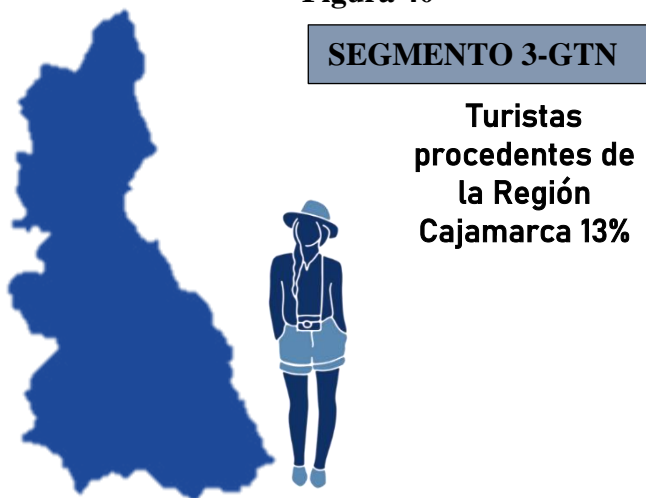 SEGMENTO 3-GTN
Turistas
procedentes de
la Región
Cajamarca 13%